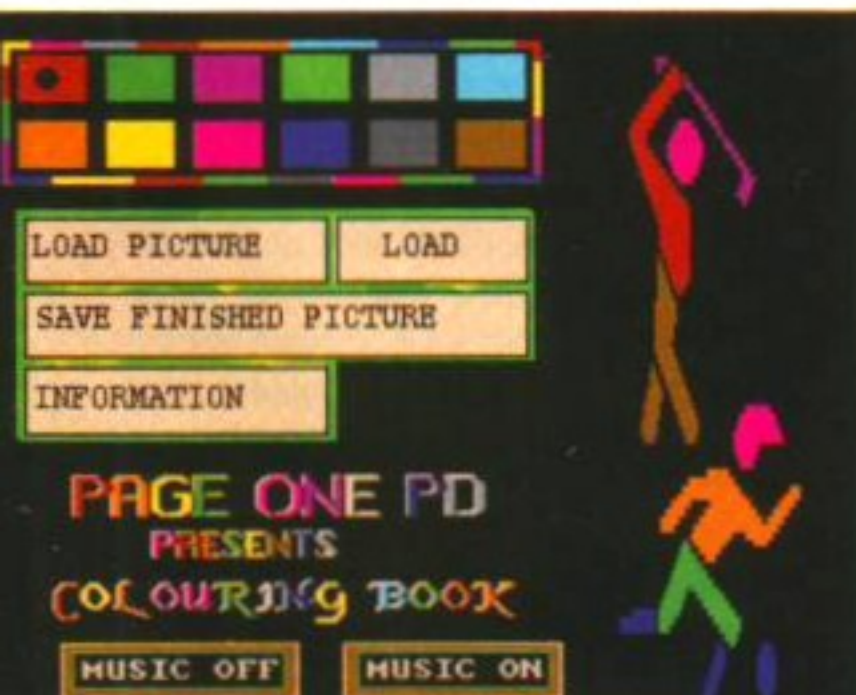 LOAD PICTURE
LOAD
SAVE FINISHED PICTURE
INFORMATION
PAGE ONE PD
PRESENTS
COLOURING BOOK
MUSIC OFF
MUSIC ON